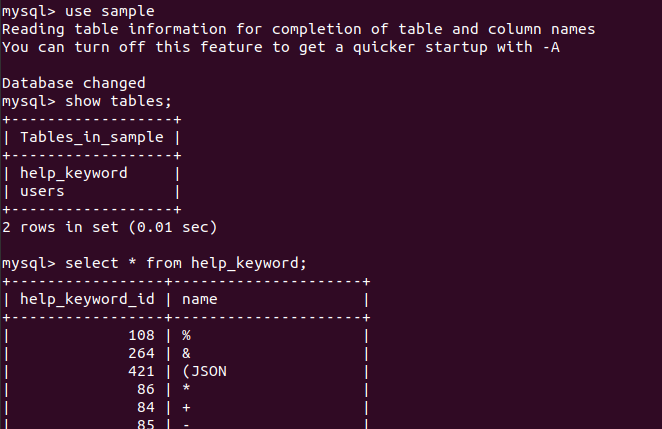 mysql> use sample
Reading table information for completion of table and column names
You can turn off this feature to get a quicker startup with -A

Database changed
mysql> show tables;
+------------------+
| Tables_in_sample |
+------------------+
| help_keyword     |
| users            |
+------------------+
2 rows in set (0.01 sec)

mysql> select * from help_keyword;
+-----------------+---------------------+
| help_keyword_id | name                |
+-----------------+---------------------+
|             108 | %                   |
|             264 | &                   |
|             421 | (JSON               |
|              86 | *                   |
|              84 | +                   |
|              85 | -                   |